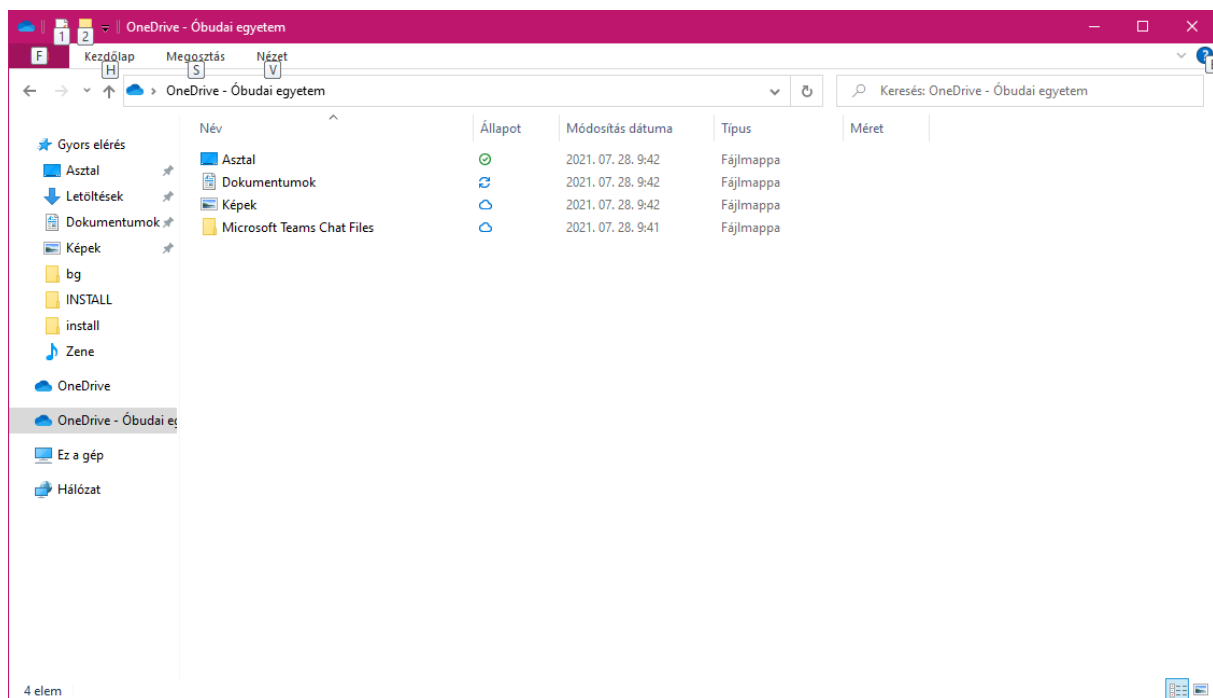 OneDrive - Óbudai egyetem
1 2
F Kezdőlap Megosztás Nézet
H S V
OneDrive - Óbudai egyetem
Keresés: OneDrive - Óbudai egyetem
Név Állapot Módosítás dátuma Típus Méret
Gyors elérés
Asztal
Letöltések
Dokumentumok
Képek
bg
INSTALL
install
Zene
OneDrive
OneDrive - Óbudai eg
Ez a gép
Hálózat
Asztal 2021. 07. 28. 9:42 Fájlmappa
Dokumentumok 2021. 07. 28. 9:42 Fájlmappa
Képek 2021. 07. 28. 9:42 Fájlmappa
Microsoft Teams Chat Files 2021. 07. 28. 9:41 Fájlmappa
4 elem